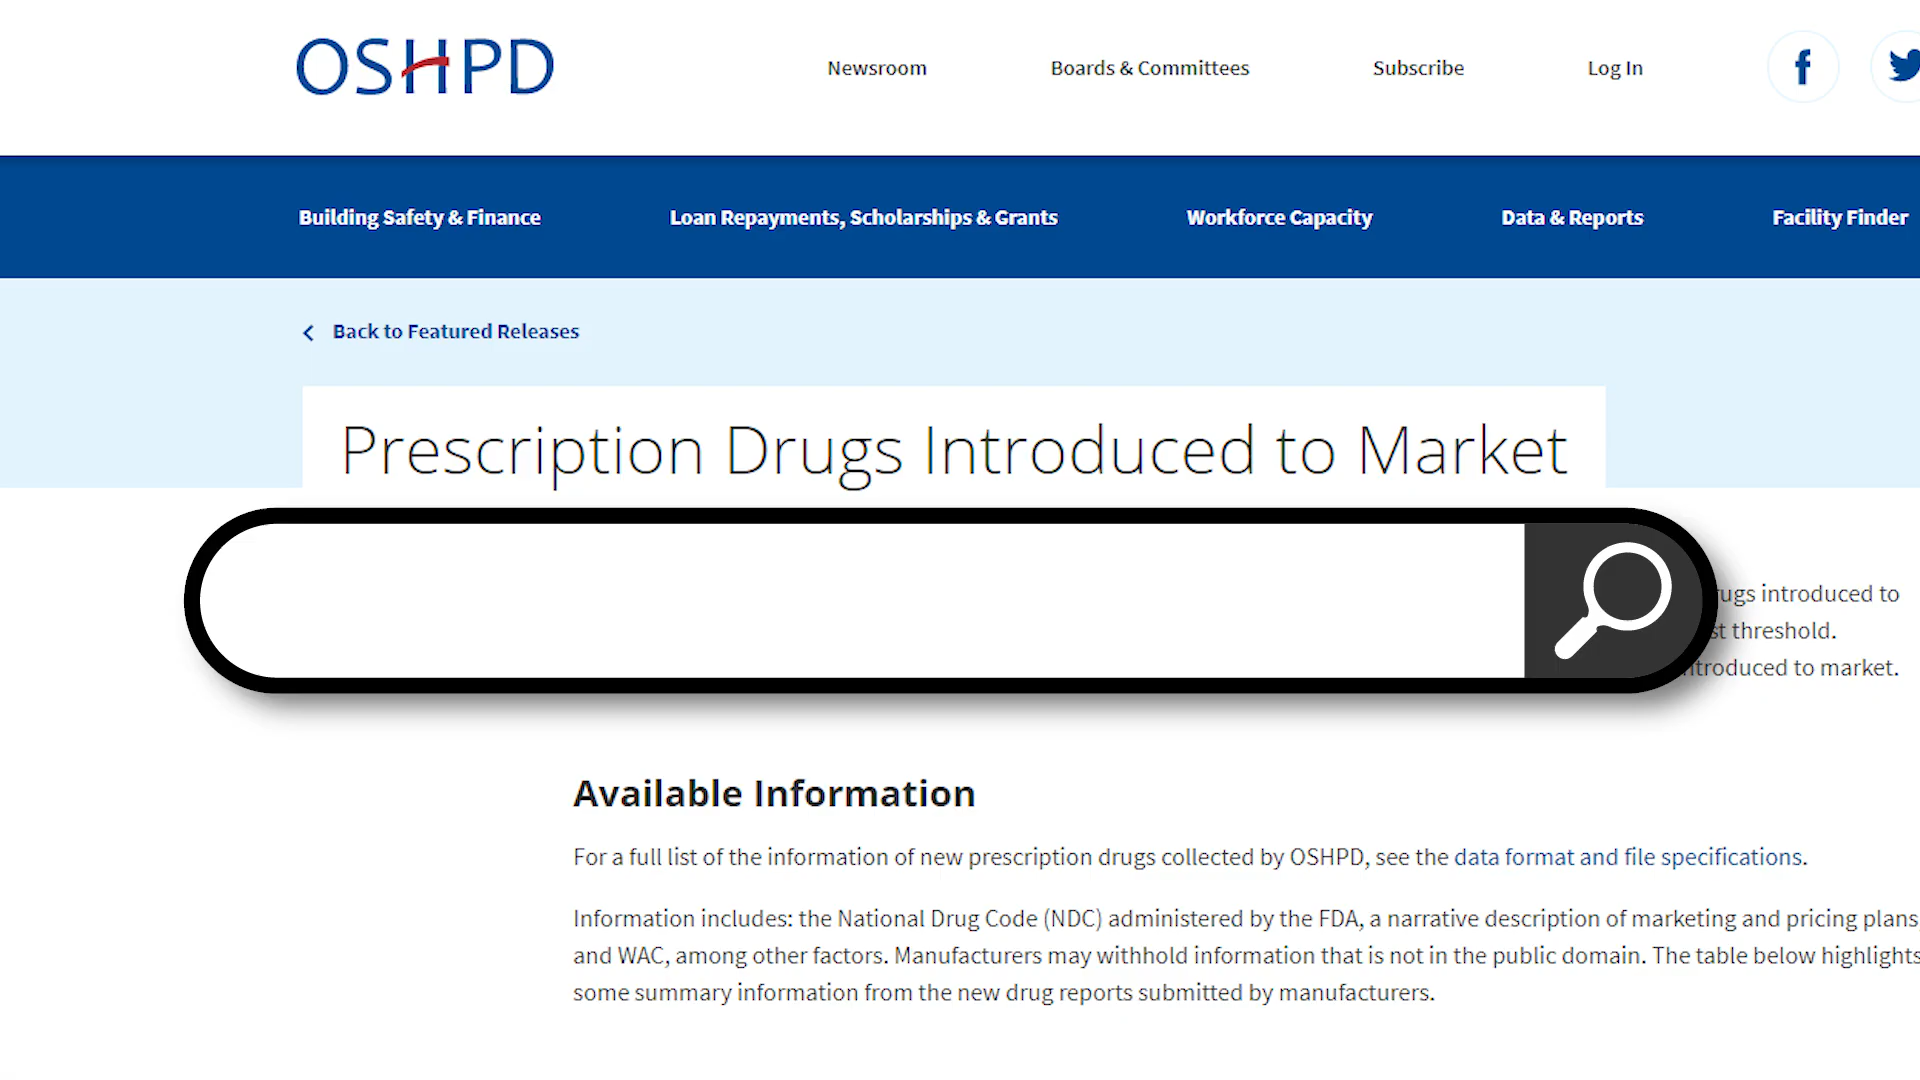 OSHPD
Newsroom
Boards & Committees
Subscribe
Log In
Building Safety & Finance
Loan Repayments, Scholarships & Grants
Workforce Capacity
Data & Reports
Facility Finder
Back to Featured Releases
Prescription Drugs Introduced to Market
introduced to
threshold.
to market.
Available Information
For a full list of the information of new prescription drugs collected by OSHPD, see the data format and file specifications.
Information includes: the National Drug Code (NDC) administered by the FDA, a narrative description of marketing and pricing plans,
and WAC, among other factors. Manufacturers may withhold information that is not in the public domain. The table below highlights
some summary information from the new drug reports submitted by manufacturers.